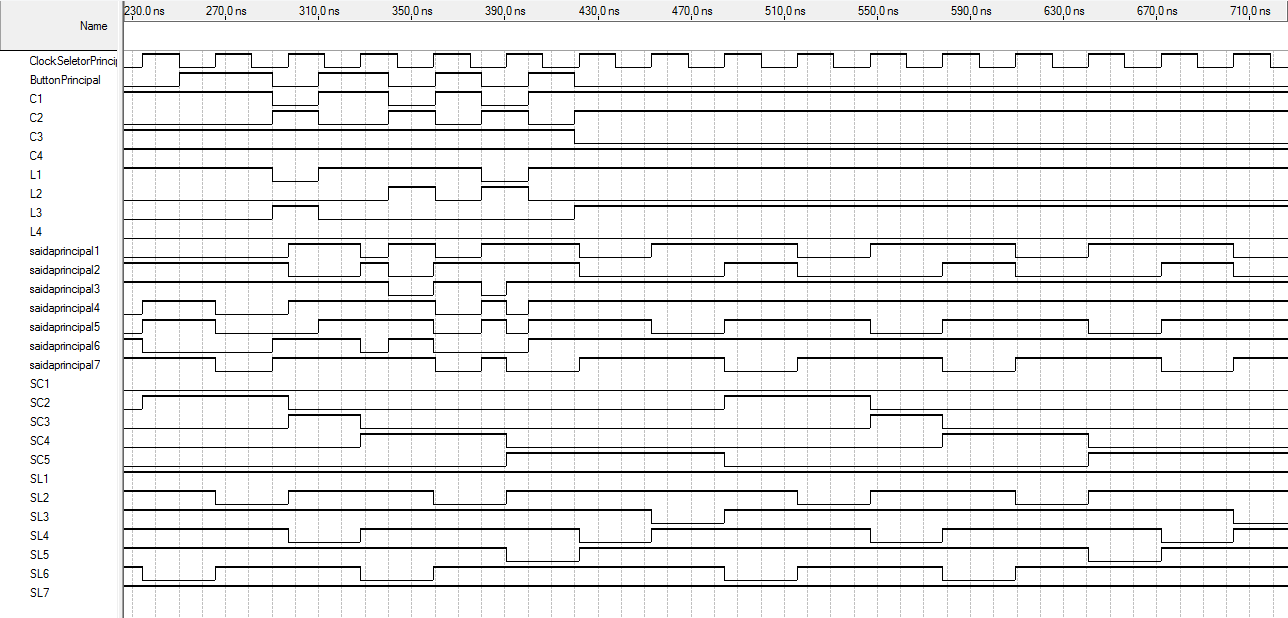 230.0 ns 270.0 ns 310.0 ns 350.0 ns 390.0 ns 430.0 ns 470.0 ns 510.0 ns 550.0 ns 590.0 ns 630.0 ns 670.0 ns 710.0 ns
Name
ClockSeletorPrinci
ButtonPrincipal
C1
C2
C3
C4
L1
L2
L3
L4
saidaprincipal1
saidaprincipal2
saidaprincipal3
saidaprincipal4
saidaprincipal5
saidaprincipal6
saidaprincipal7
SC1
SC2
SC3
SC4
SC5
SL1
SL2
SL3
SL4
SL5
SL6
SL7